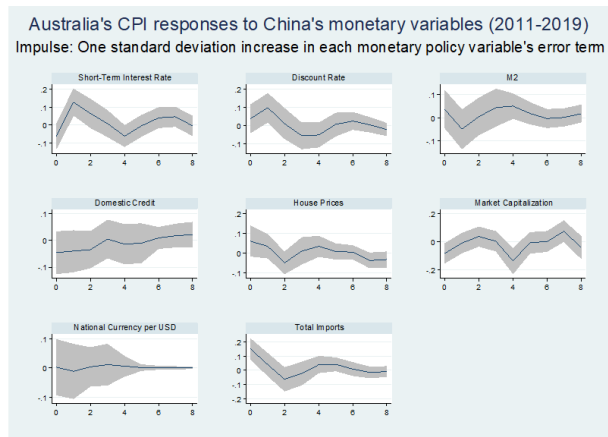 Australia's CPI responses to China's monetary variables (2011-2019)
Impulse: One standard deviation increase in each monetary policy variable's error term
Short-Term Interest Rate
.2
.1
0
-.1
0 2 4 6 8
Discount Rate
.2
.1
0
-.1
0 2 4 6 8
M2
.1
0
-.1
0 2 4 6 8
Domestic Credit
.1
0
-.1
0 2 4 6 8
House Prices
.2
.1
0
-.1
0 2 4 6 8
Market Capitalization
.2
0
-.2
0 2 4 6 8
National Currency per USD
.1
0
-.1
0 2 4 6 8
Total Imports
.2
.1
0
-.1
-.2
0 2 4 6 8